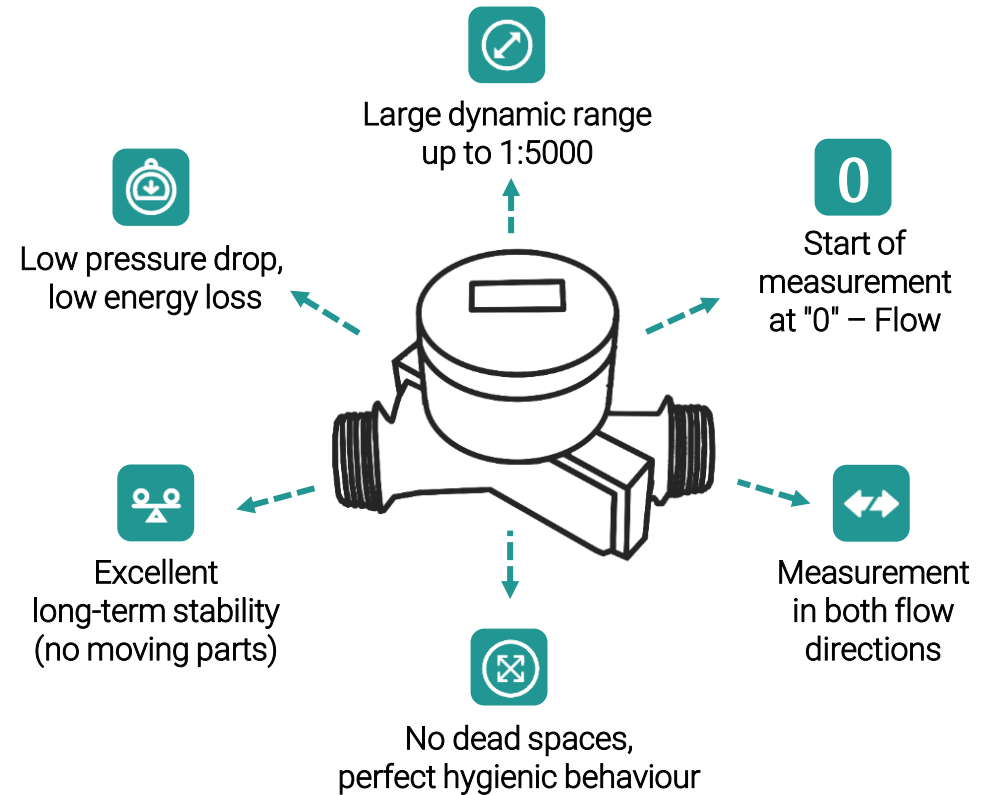 Large dynamic range
up to 1:5000
0
Start of
measurement
at "0" – Flow
Low pressure drop,
low energy loss
Excellent
long-term stability
(no moving parts)
Measurement
in both flow
directions
No dead spaces,
perfect hygienic behaviour